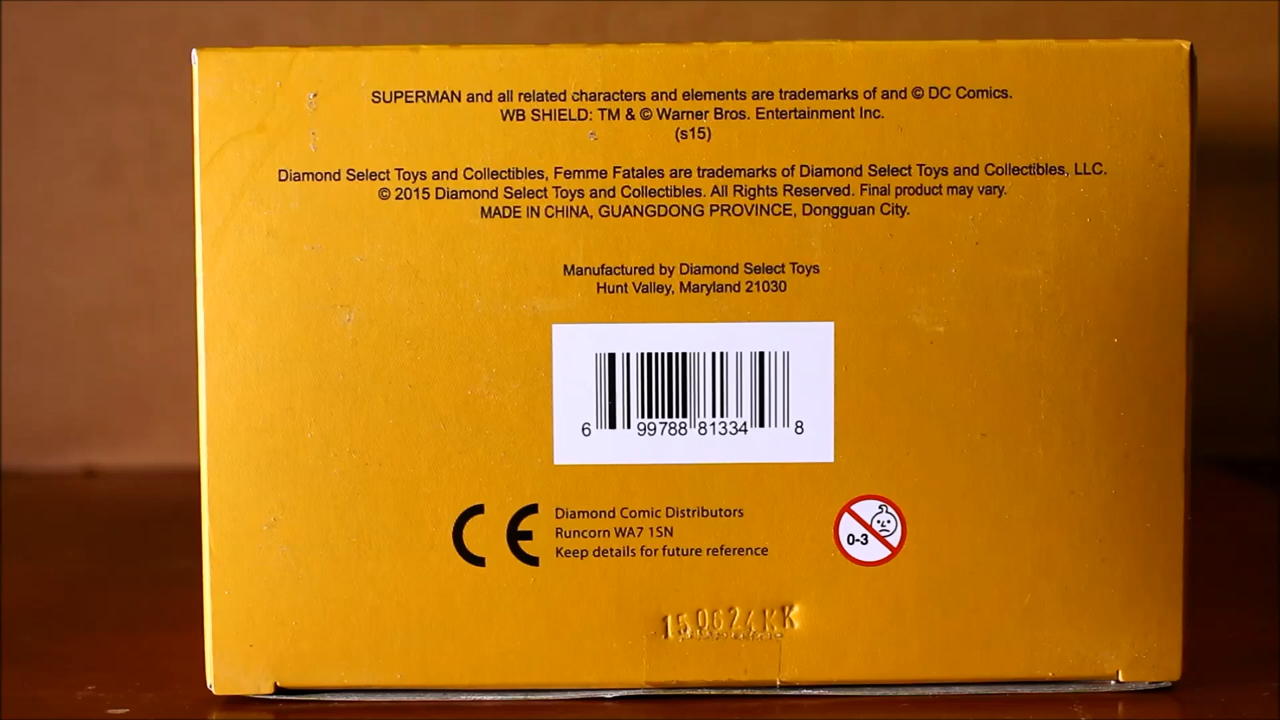 SUPERMAN and all related characters and elements are trademarks of and © DC Comics.
WB SHIELD: TM & © Warner Bros. Entertainment Inc.
(s15)
Diamond Select Toys and Collectibles, Femme Fatales are trademarks of Diamond Select Toys and Collectibles, LLC.
© 2015 Diamond Select Toys and Collectibles. All Rights Reserved. Final product may vary.
MADE IN CHINA, GUANGDONG PROVINCE, Dongguan City.
Manufactured by Diamond Select Toys
Hunt Valley, Maryland 21030
6 99788 81334 8
CE
Diamond Comic Distributors
Runcorn WA7 1SN
Keep details for future reference
0-3
150624KK